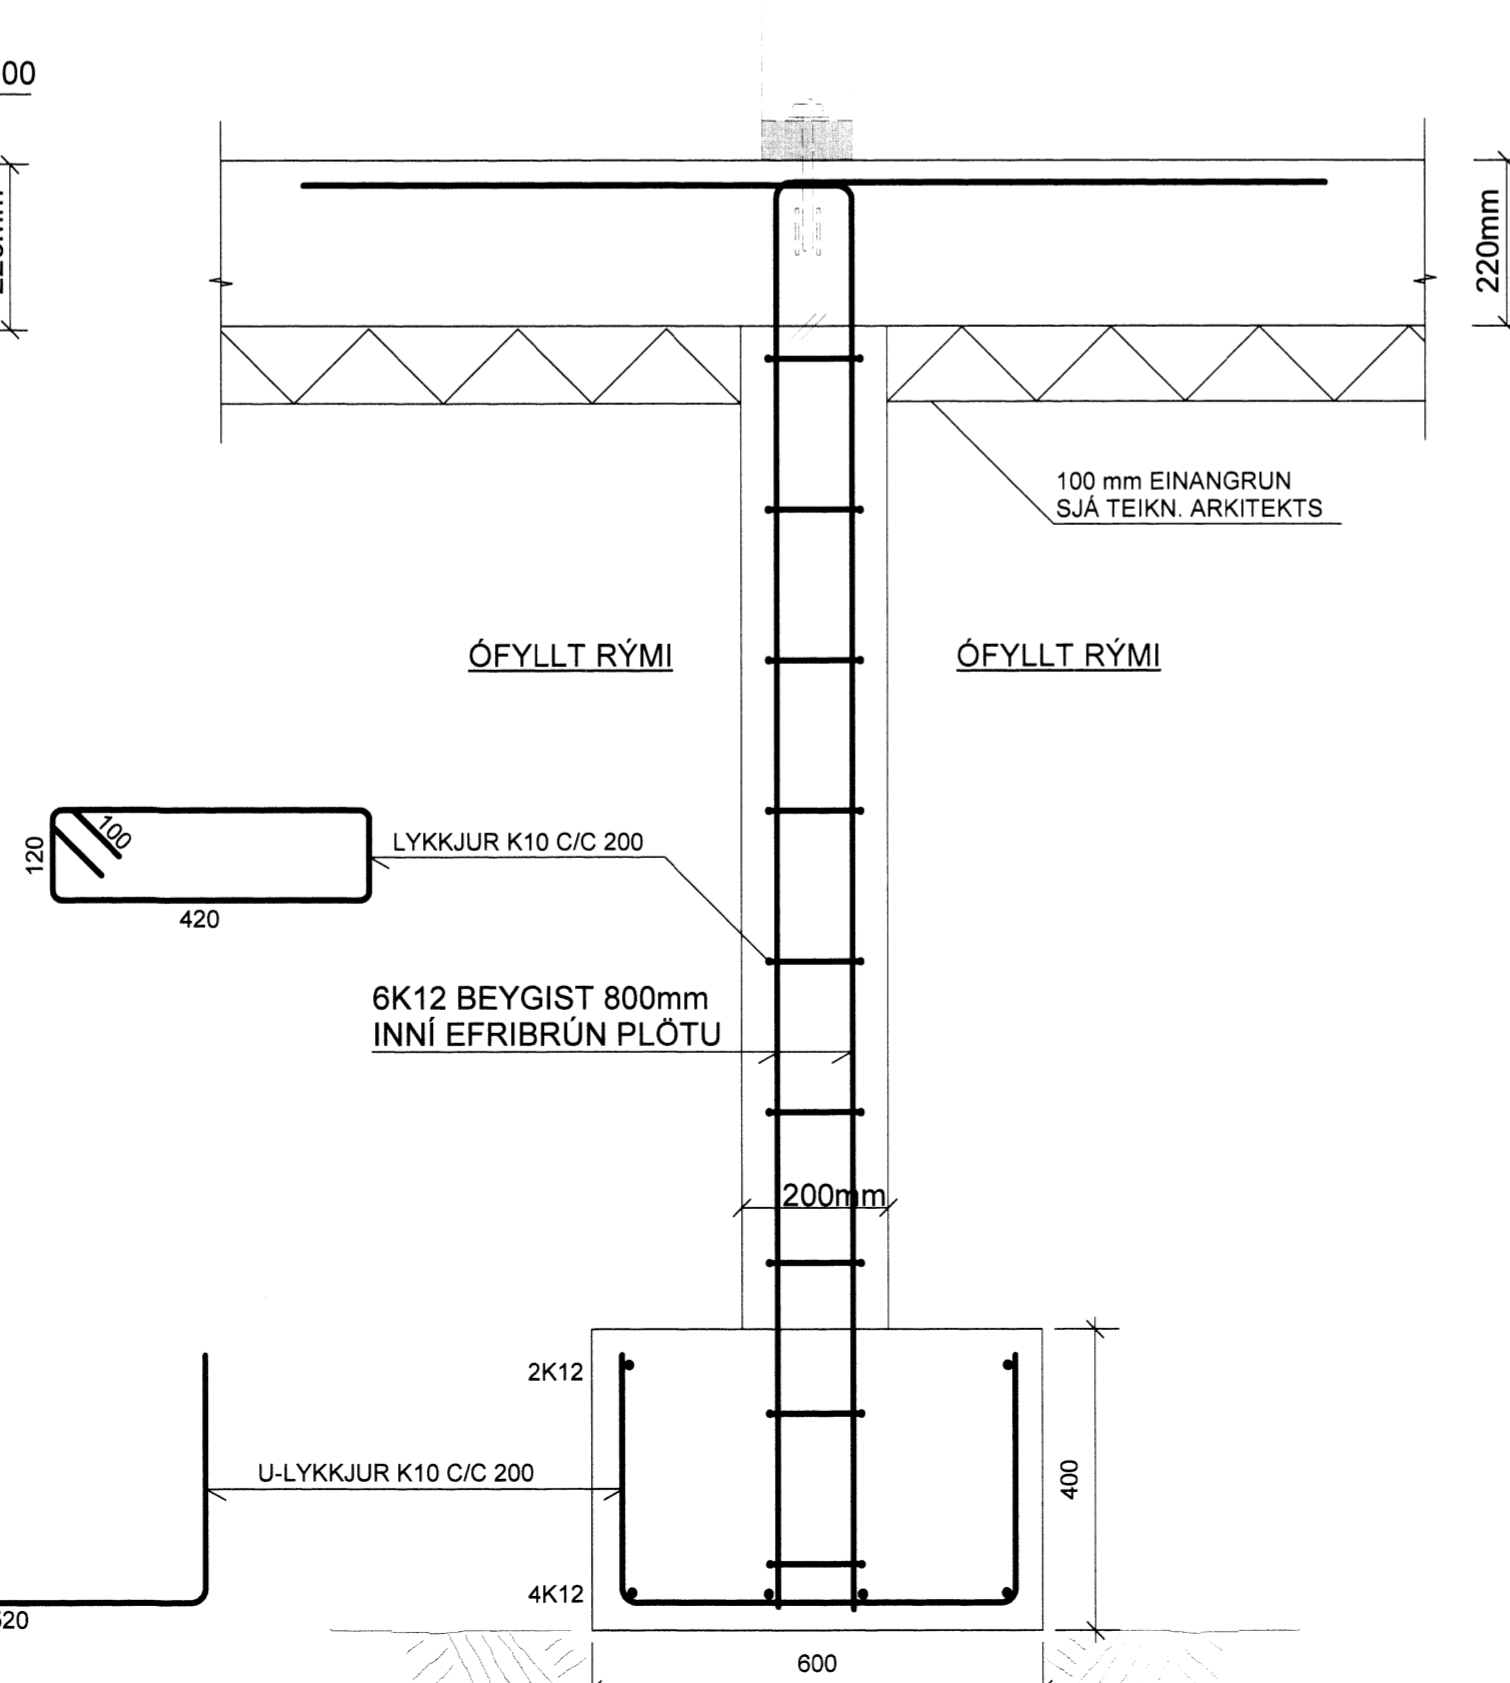 00
220mm
100 mm EINANGRUN
SJÁ TEIKN. ARKITEKTS
ÓFYLLT RÝMI
ÓFYLLT RÝMI
100
120
420
LYKKJUR K10 C/C 200
6K12 BEYGIST 800mm
INNÍ EFRIBRÚN PLÖTU
200mm
2K12
U-LYKKJUR K10 C/C 200
400
4K12
520
600